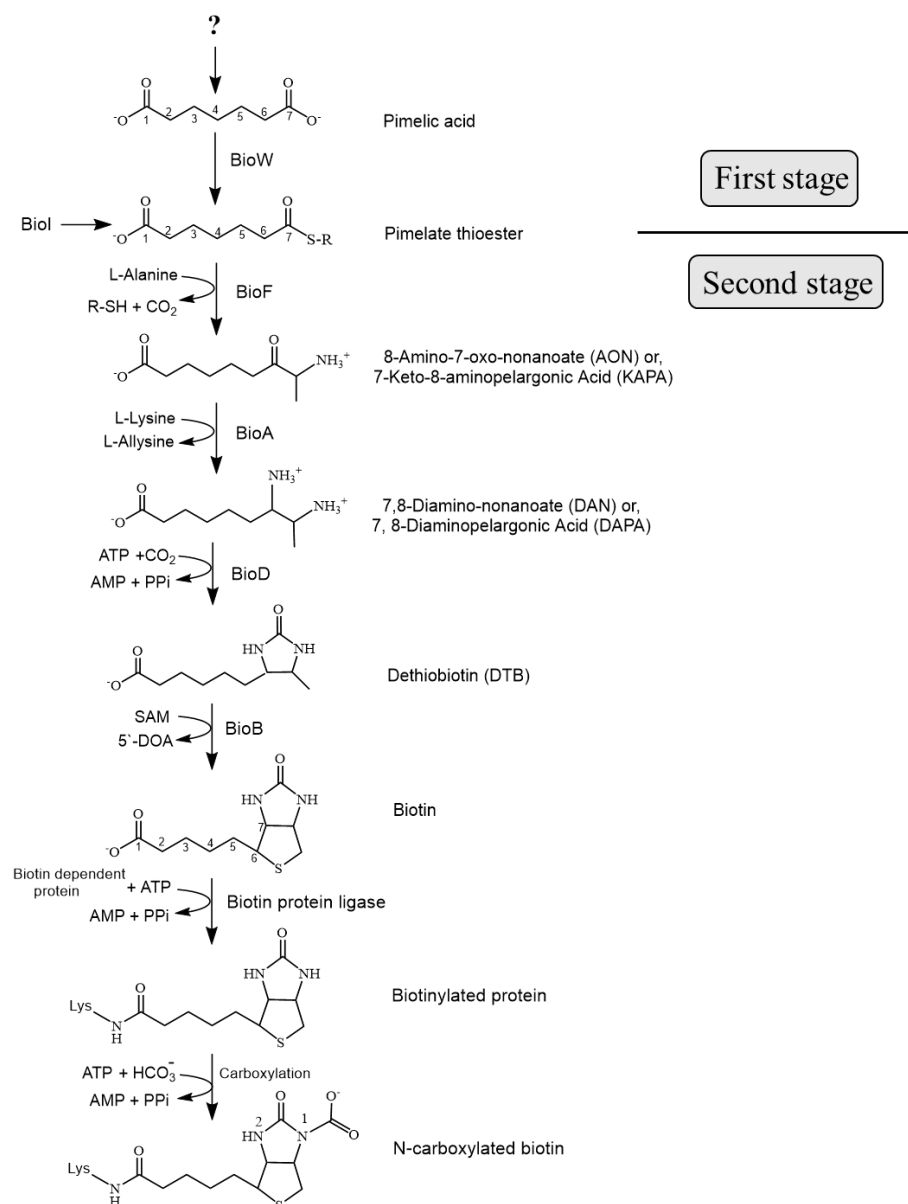 ?
O O
-O 1 2 3 4 5 6 7 O-
Pimelic acid
BioW
First stage
BioI
O O
-O 1 2 3 4 5 6 7 S-R
Pimelate thioester
Second stage
L-Alanine
R-SH + CO2
BioF
O O NH3+
-O
8-Amino-7-oxo-nonanoate (AON) or,
7-Keto-8-aminopelargonic Acid (KAPA)
L-Lysine
L-Allysine
BioA
NH3+
O NH3+
-O
7,8-Diamino-nonanoate (DAN) or,
7, 8-Diaminopelargonic Acid (DAPA)
ATP +CO2
AMP + PPi
BioD
O
HN NH
O
-O
Dethiobiotin (DTB)
SAM
5`-DOA
BioB
O
HN NH
O
-O 1 2 3 4 5 6 7 S
Biotin
Biotin dependent
protein
+ ATP
AMP + PPi
Biotin protein ligase
O
HN NH
Lys O
N
H
S
Biotinylated protein
ATP + HCO3-
AMP + PPi
Carboxylation
O O-
HN 2 N 1 O
Lys O
N
H
S
N-carboxylated biotin